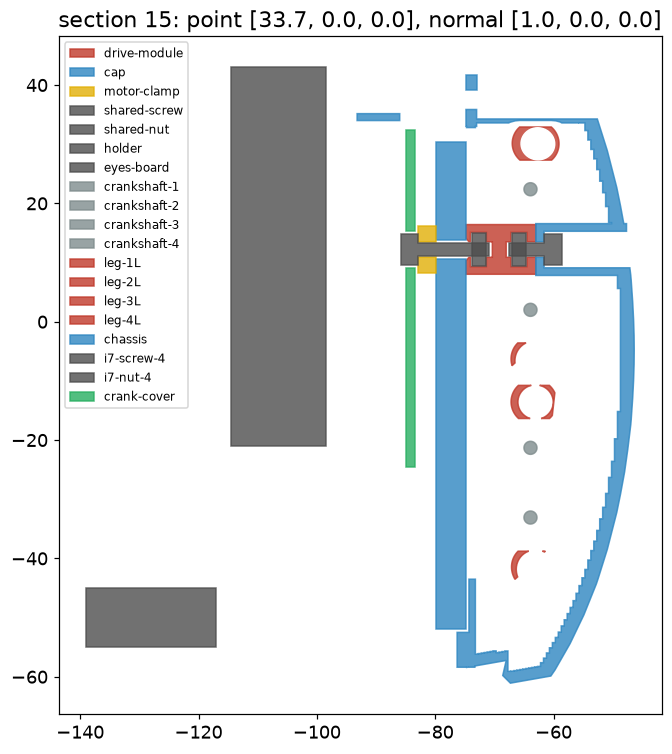 section 15: point [33.7, 0.0, 0.0], normal [1.0, 0.0, 0.0]
drive-module
cap
motor-clamp
shared-screw
shared-nut
holder
eyes-board
crankshaft-1
crankshaft-2
crankshaft-3
crankshaft-4
leg-1L
leg-2L
leg-3L
leg-4L
chassis
i7-screw-4
i7-nut-4
crank-cover
40
20
0
−20
−40
−60
−140
−120
−100
−80
−60